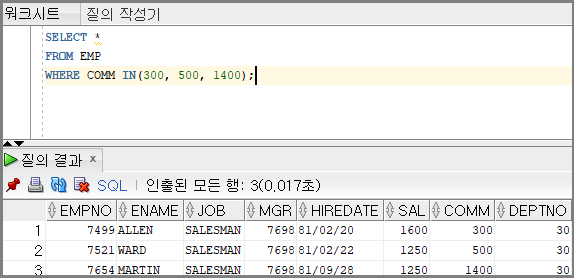 워크시트 질의 작성기
SELECT *
FROM EMP
WHERE COMM IN(300, 500, 1400);
질의 결과 x
SQL | 인출된 모든 행: 3(0,017초)
EMPNO ENAME JOB MGR HIREDATE SAL COMM DEPTNO
1 7499 ALLEN SALESMAN 7698 81/02/20 1600 300 30
2 7521 WARD SALESMAN 7698 81/02/22 1250 500 30
3 7654 MARTIN SALESMAN 7698 81/09/28 1250 1400 30